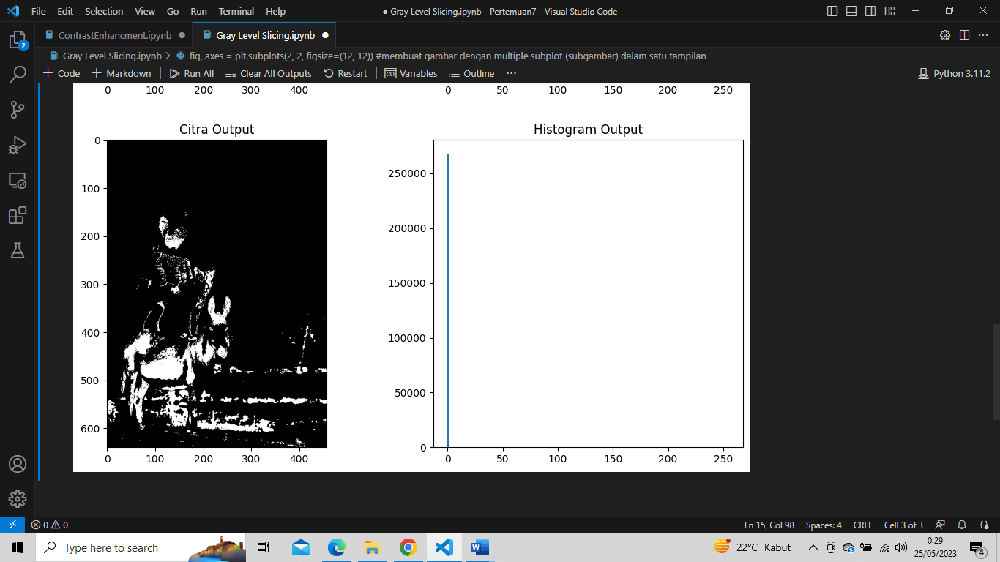 File Edit Selection View Go Run Terminal Help
● Gray Level Slicing.ipynb - Pertemuan7 - Visual Studio Code
ContrastEnhancment.ipynb ●
Gray Level Slicing.ipynb ●
Gray Level Slicing.ipynb > fig, axes = plt.subplots(2, 2, figsize=(12, 12)) #membuat gambar dengan multiple subplot (subgambar) dalam satu tampilan
+ Code + Markdown | Run All Clear All Outputs Restart | Variables Outline ···
Python 3.11.2
2
0 100 200 300 400
0 50 100 150 200 250
Citra Output
0
100
200
300
400
500
600
0 100 200 300 400
Histogram Output
250000
200000
150000
100000
50000
0
0 50 100 150 200 250
0 0
Ln 15, Col 98 Spaces: 4 CRLF Cell 3 of 3
Type here to search
22°C Kabut
0:29
25/05/2023
4